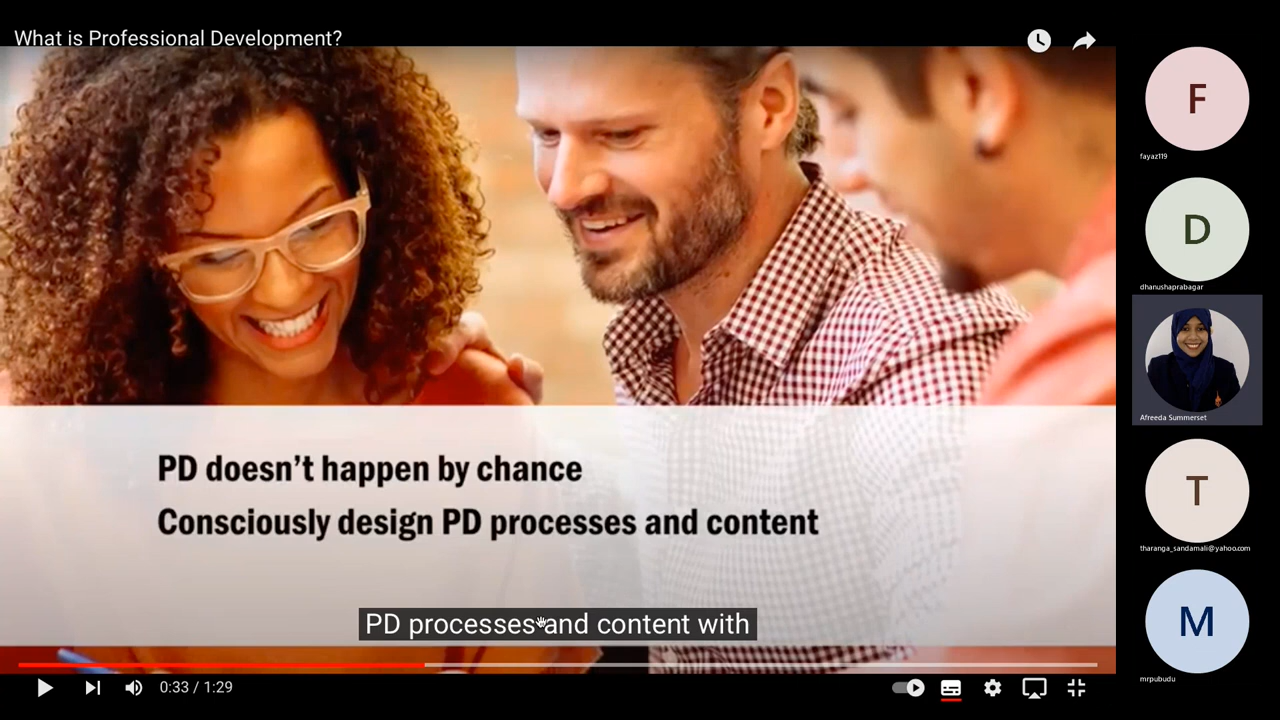 What is Professional Development?
PD doesn't happen by chance
Consciously design PD processes and content
PD processes and content with
0:33 / 1:29
F
fayaz119
D
dhanushaprabagar
Afreeda Summerset
T
tharanga_sandamali@yahoo.com
M
mrpubudu